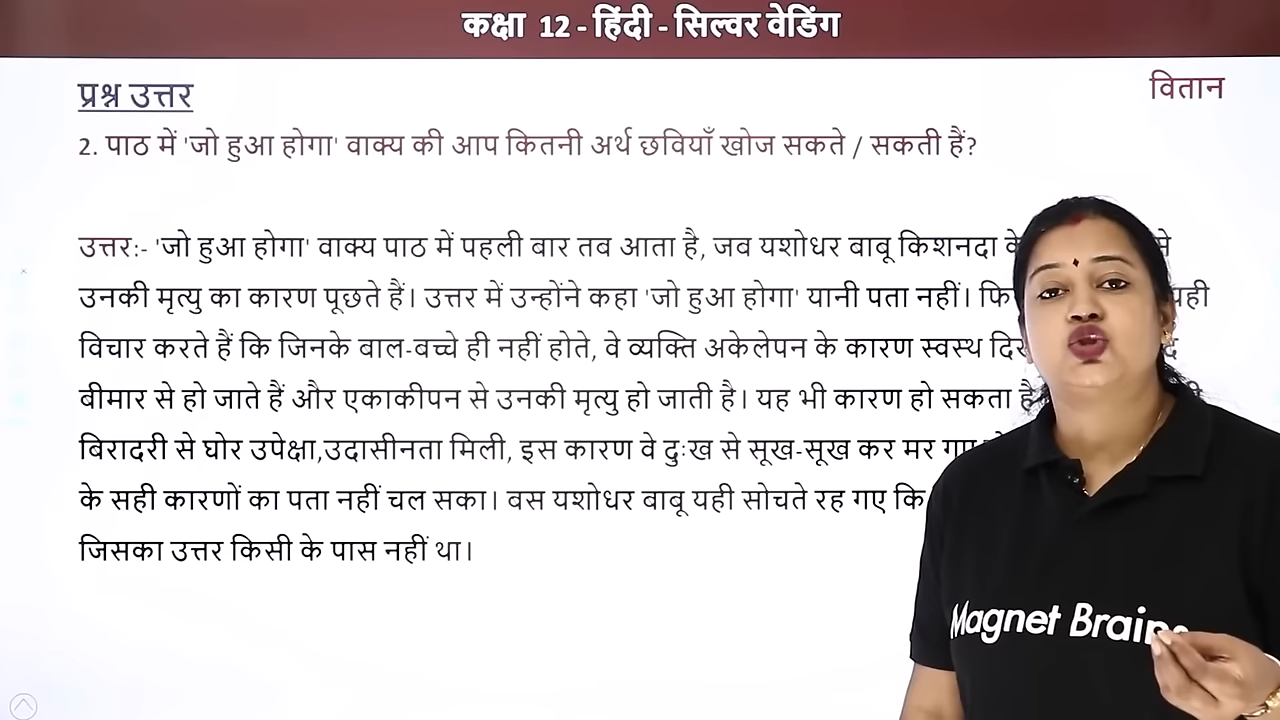 कक्षा 12 - हिंदी - सिल्वर वेडिंग
प्रश्न उत्तर
वितान
2. पाठ में 'जो हुआ होगा' वाक्य की आप कितनी अर्थ छवियाँ खोज सकते / सकती हैं?
उत्तर:- 'जो हुआ होगा' वाक्य पाठ में पहली बार तब आता है, जब यशोधर बाबू किशनदा के से
उनकी मृत्यु का कारण पूछते हैं। उत्तर में उन्होंने कहा 'जो हुआ होगा' यानी पता नहीं। यही
विचार करते हैं कि जिनके बाल-बच्चे ही नहीं होते, वे व्यक्ति अकेलेपन के कारण स्वस्थ
बीमार से हो जाते हैं और एकाकीपन से उनकी मृत्यु हो जाती है। यह भी कारण हो सकता है
बिरादरी से घोर उपेक्षा,उदासीनता मिली, इस कारण वे दुःख से सूख-सूख कर मर
के सही कारणों का पता नहीं चल सका। बस यशोधर बाबू यही सोचते रह गए कि
जिसका उत्तर किसी के पास नहीं था।
Magnet Brains